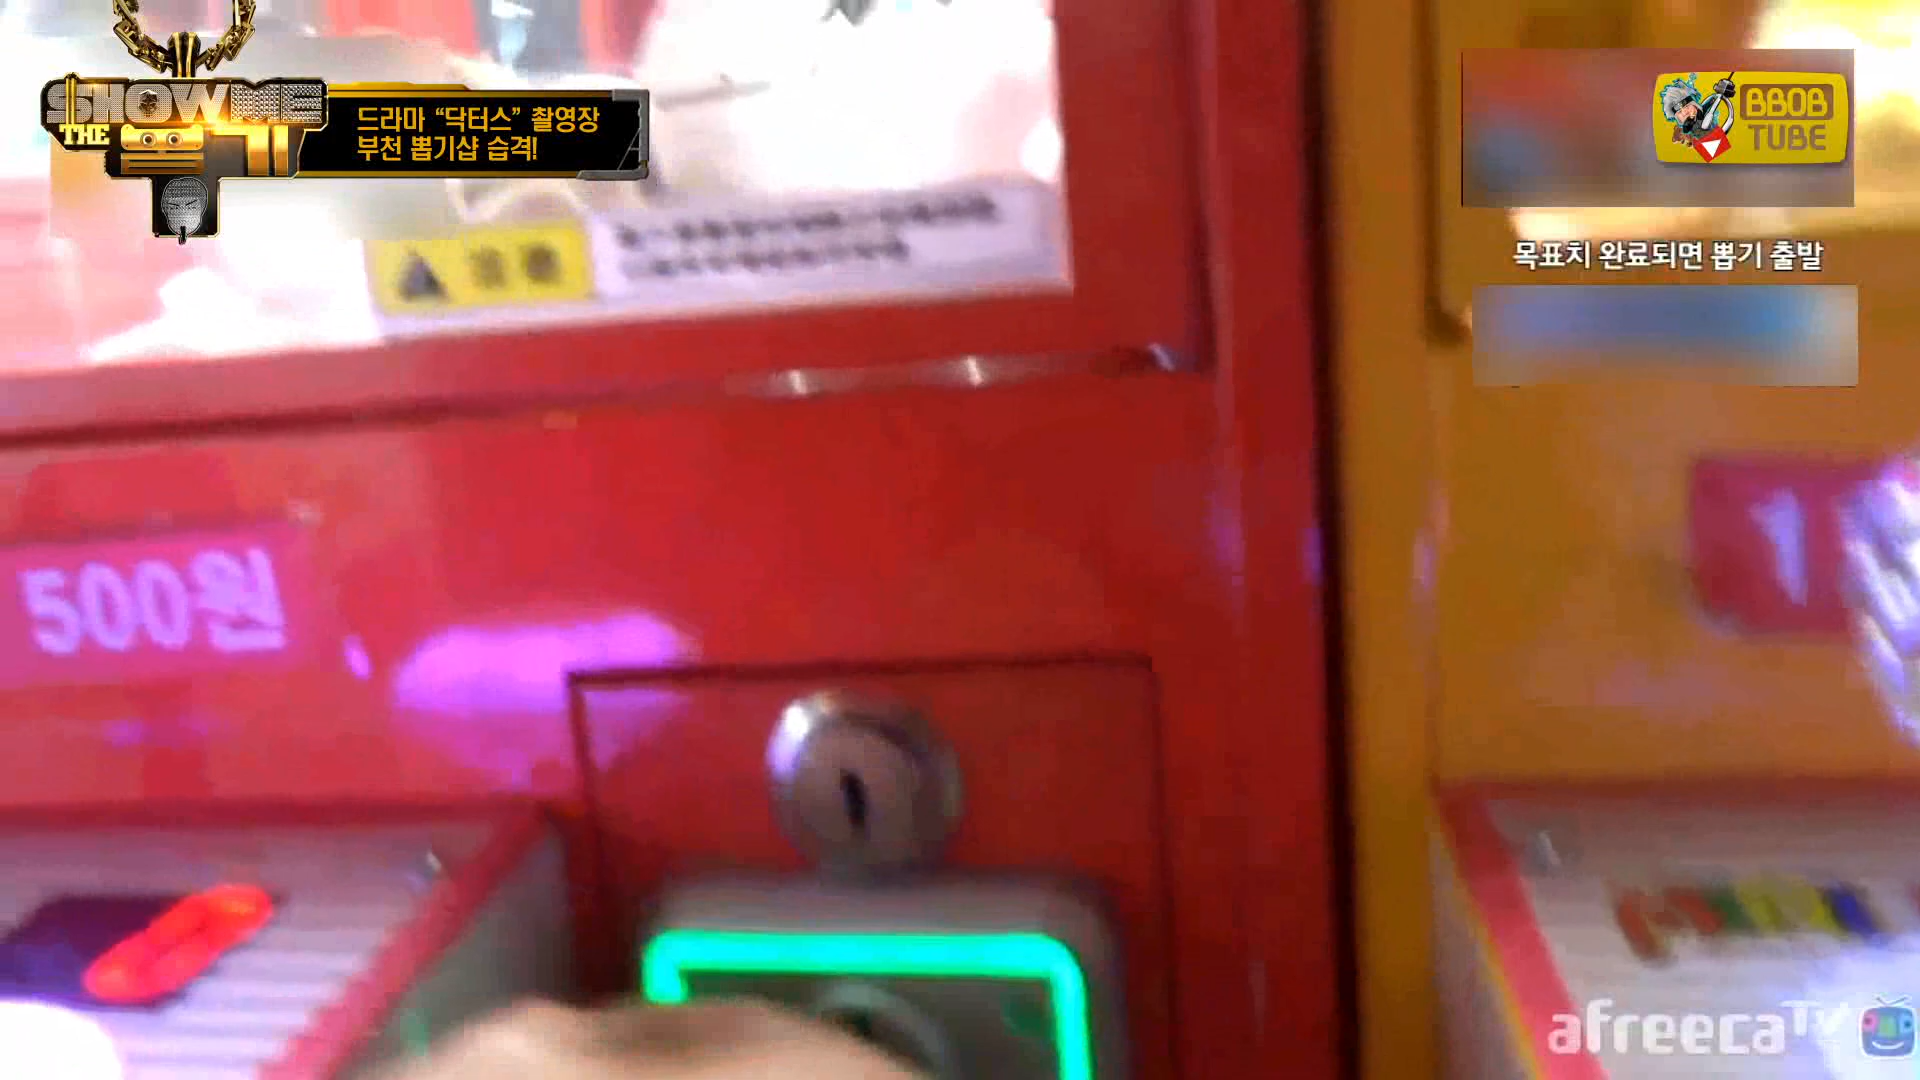 SHOW ME
THE
드라마 “닥터스” 촬영장
부천 뽑기샵 습격!
BBOB
TUBE
목표치 완료되면 뽑기 출발
500원
1
afreecaTV